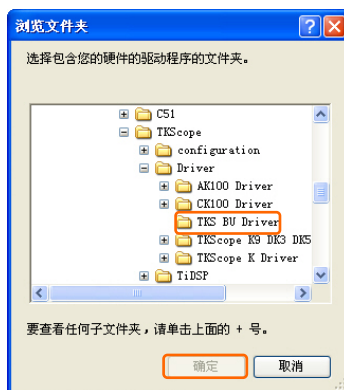 浏览文件夹
选择包含您的硬件的驱动程序的文件夹。
C51
TKScope
configuration
Driver
AK100 Driver
CK100 Driver
TKS BU Driver
TKScope K9 DK3 DK5
TKScope K Driver
TiDSP
要查看任何子文件夹，请单击上面的 + 号。
确定
取消